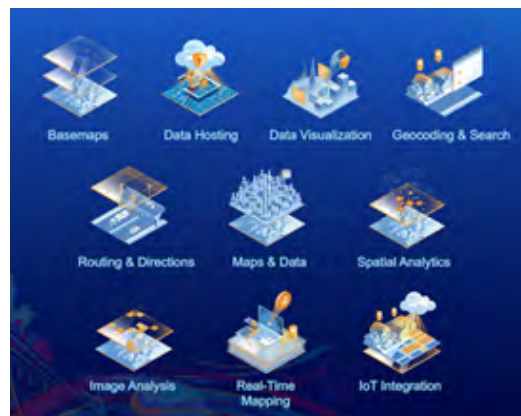 Basemaps
Data Hosting
Data Visualization
Geocoding & Search
Routing & Directions
Maps & Data
Spatial Analytics
Image Analysis
Real-Time
Mapping
IoT Integration